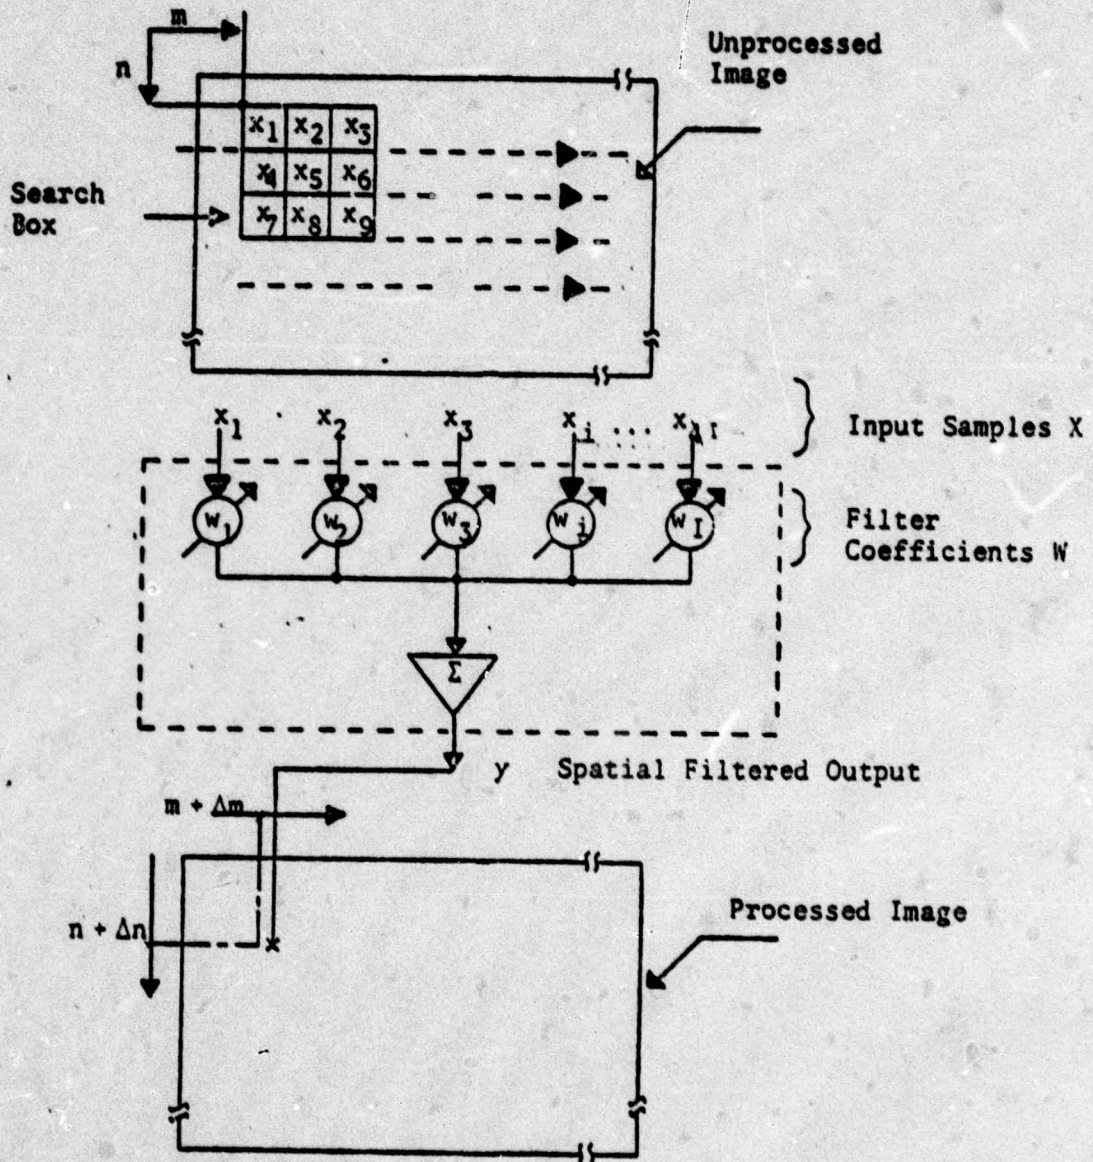 m
Unprocessed
Image
n
x1 x2 x3
x4 x5 x6
x7 x8 x9
Search
Box
x1 x2 x3 xi ...
Input Samples X
w1 w2 w3 wi wI
Filter
Coefficients W
Σ
y Spatial Filtered Output
m + Δm
n + Δn
x
Processed Image